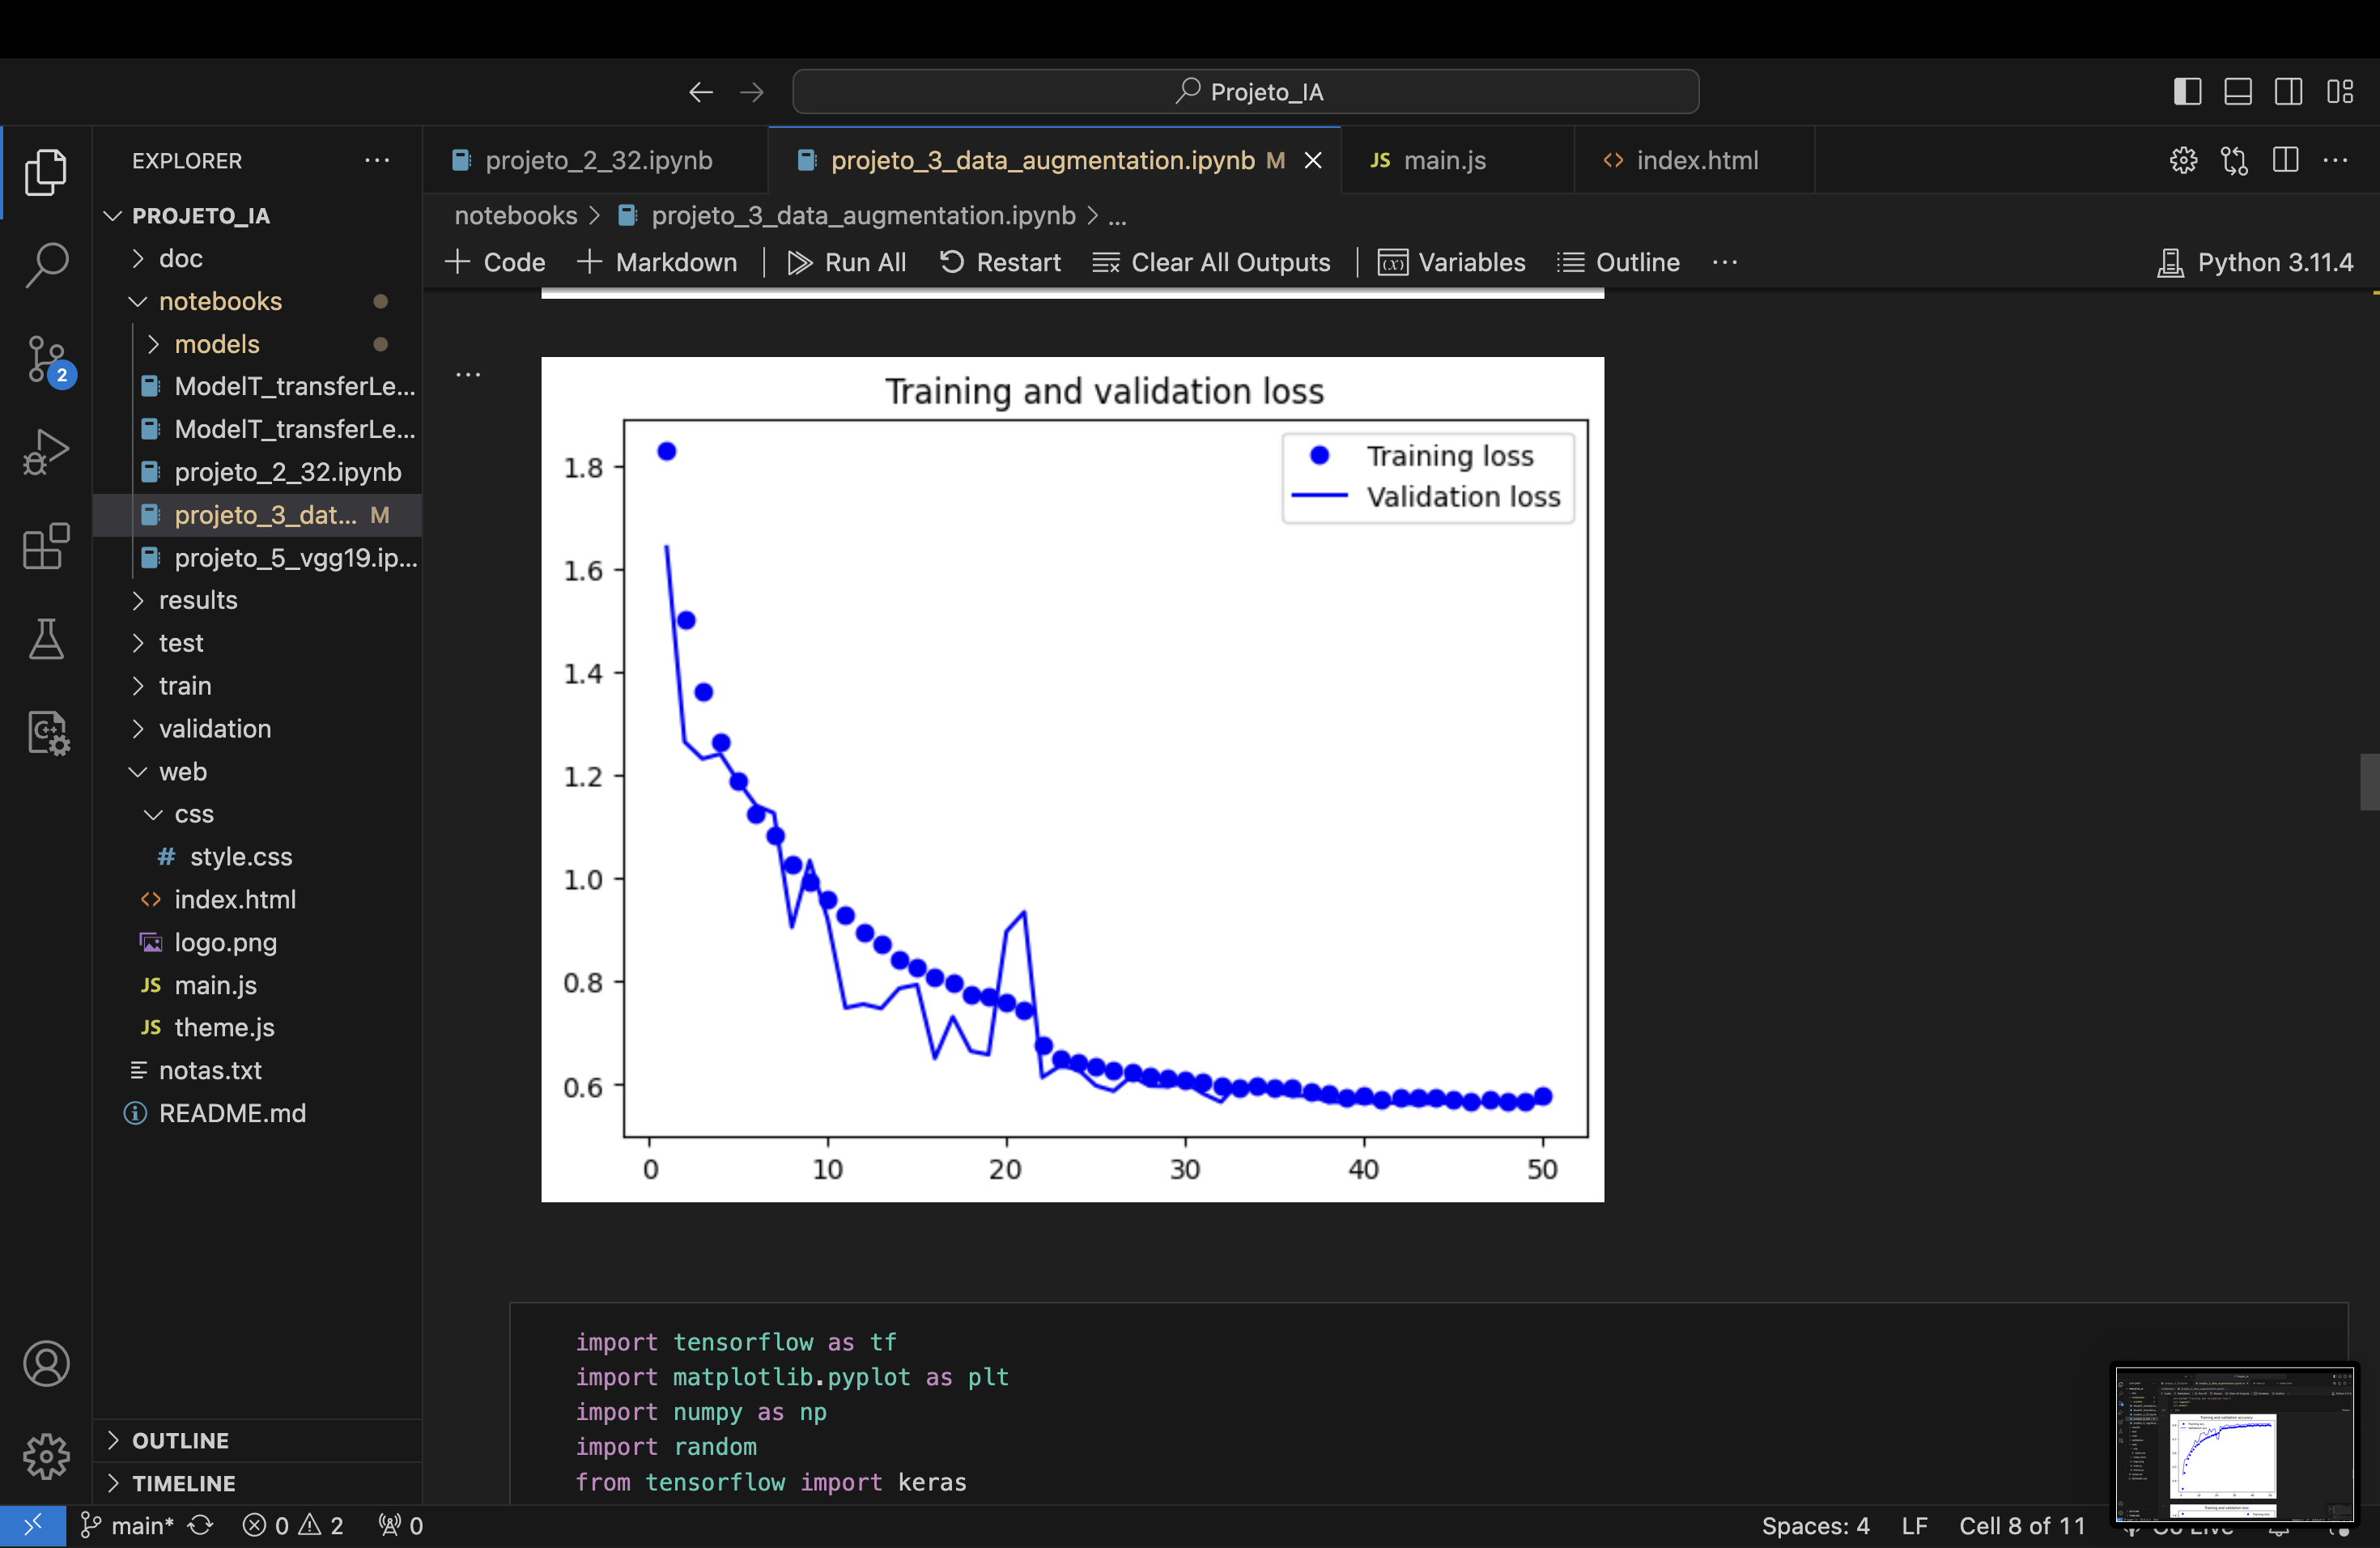 Projeto_IA
EXPLORER
projeto_2_32.ipynb
projeto_3_data_augmentation.ipynb M
JS main.js
<> index.html
PROJETO_IA
notebooks > projeto_3_data_augmentation.ipynb > ...
doc
+ Code + Markdown Run All Restart Clear All Outputs Variables Outline ... Python 3.11.4
notebooks
models
ModelT_transferLe...
ModelT_transferLe...
projeto_2_32.ipynb
projeto_3_dat... M
projeto_5_vgg19.ip...
results
test
train
validation
web
css
# style.css
<> index.html
logo.png
JS main.js
JS theme.js
notas.txt
README.md
OUTLINE
TIMELINE
2
Training and validation loss
Training loss
Validation loss
1.8
1.6
1.4
1.2
1.0
0.8
0.6
0 10 20 30 40 50
import tensorflow as tf
import matplotlib.pyplot as plt
import numpy as np
import random
from tensorflow import keras
main* 0 2 0
Spaces: 4 LF Cell 8 of 11